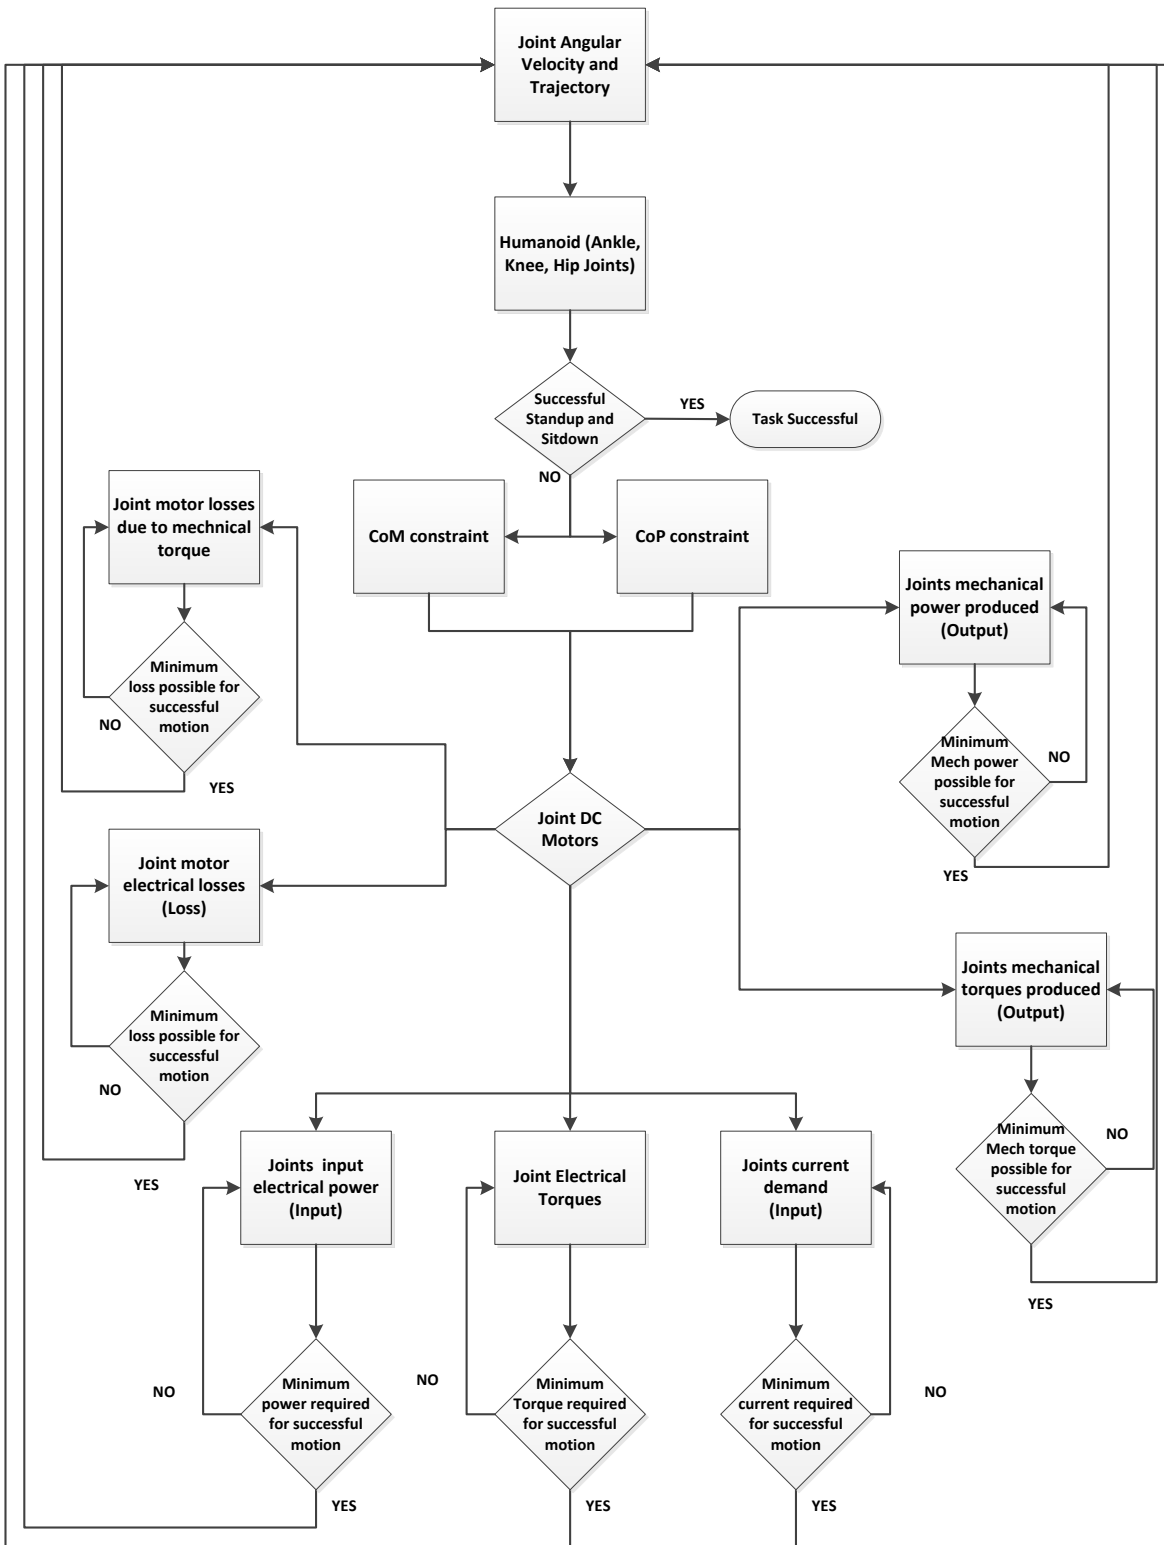 Joint Angular
Velocity and
Trajectory
Humanoid (Ankle,
Knee, Hip Joints)
Successful
Standup and
Sitdown
YES
Task Successful
NO
CoM constraint
CoP constraint
Joint motor losses
due to mechnical
torque
Minimum
loss possible for
successful
motion
NO
YES
Joints mechanical
power produced
(Output)
Minimum
Mech power
possible for
successful
motion
NO
YES
Joint DC
Motors
Joint motor
electrical losses
(Loss)
Minimum
loss possible for
successful
motion
NO
YES
Joints mechanical
torques produced
(Output)
Minimum
Mech torque
possible for
successful
motion
NO
YES
Joints input
electrical power
(Input)
Minimum
power required
for successful
motion
NO
YES
Joint Electrical
Torques
Minimum
Torque required
for successful
motion
NO
YES
Joints current
demand
(Input)
Minimum
current required
for successful
motion
NO
YES